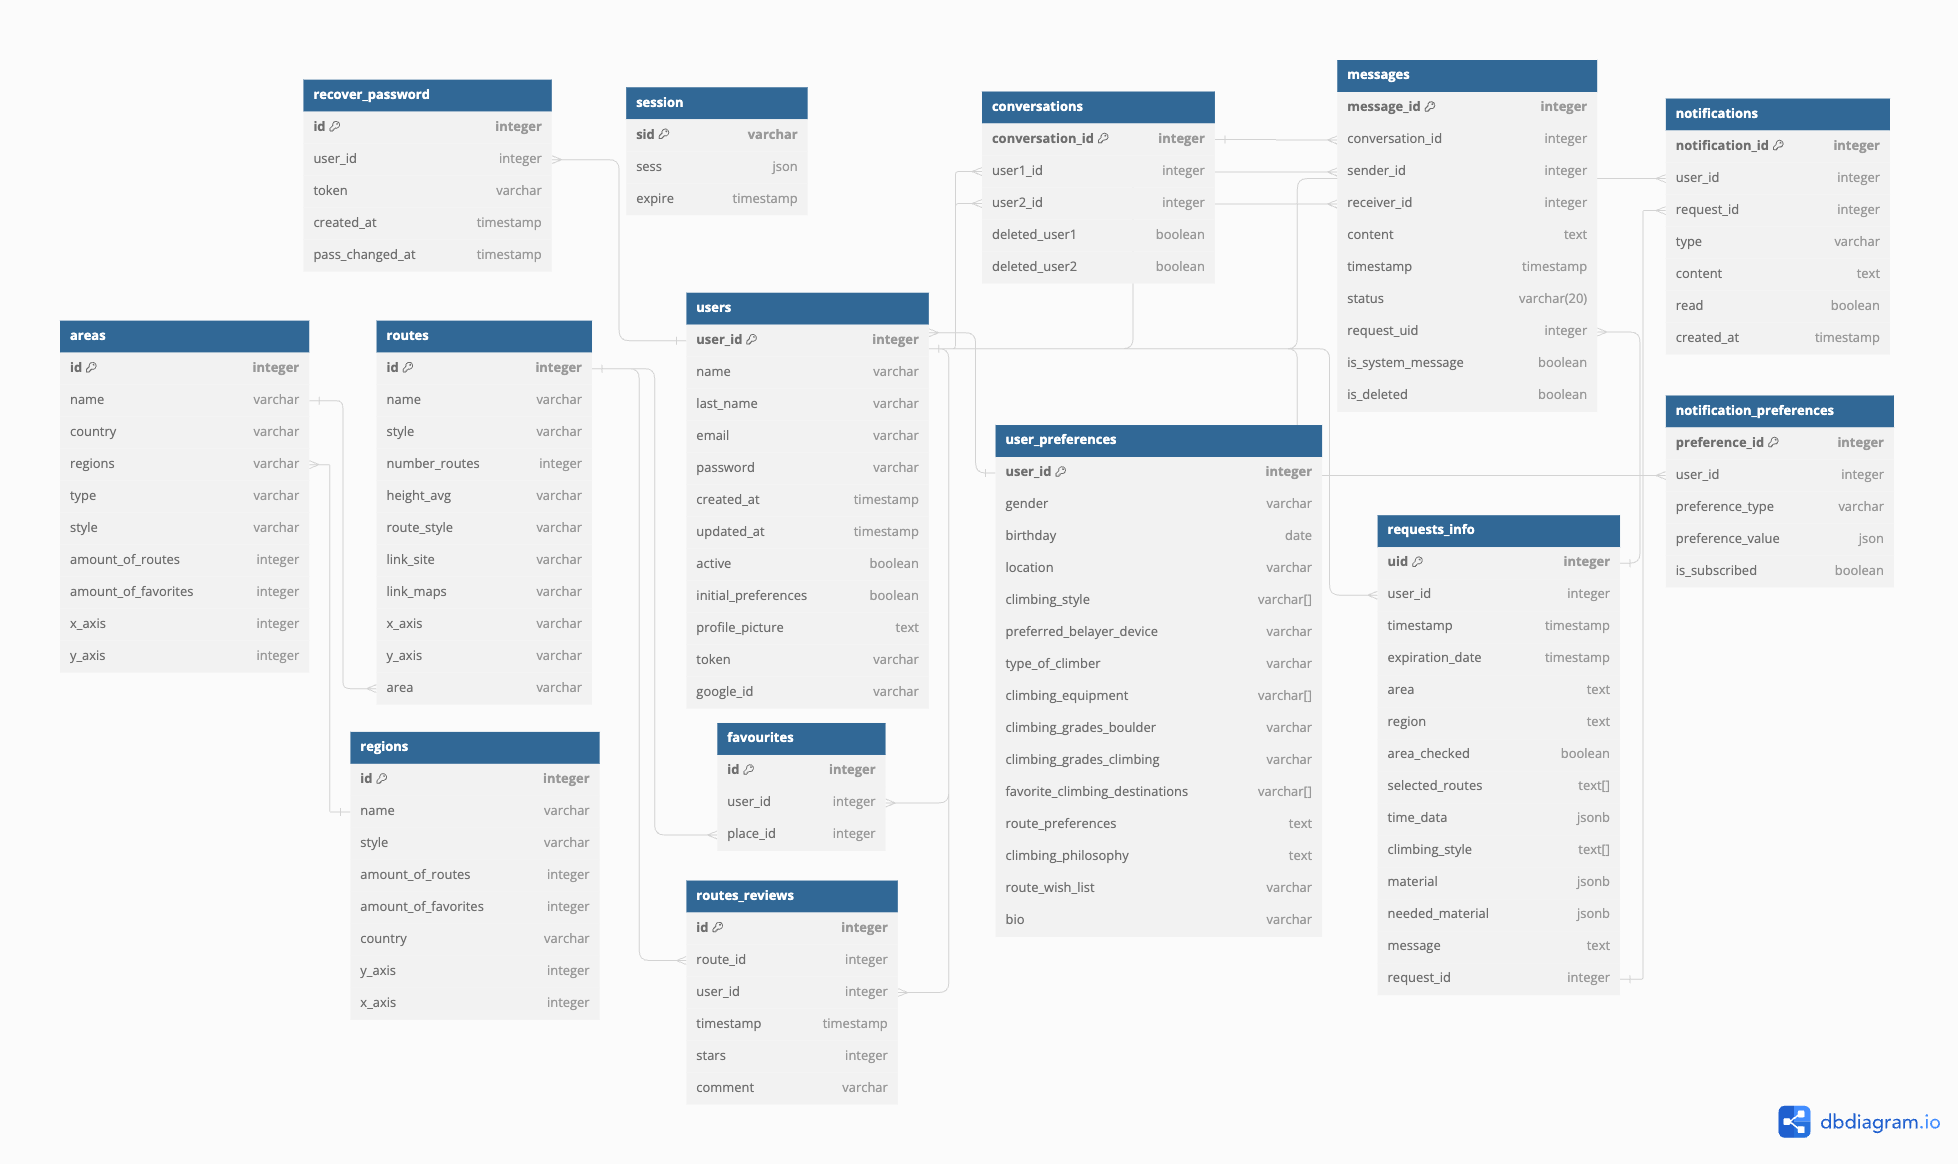 recover_password
id integer
user_id integer
token varchar
created_at timestamp
pass_changed_at timestamp
session
sid varchar
sess json
expire timestamp
conversations
conversation_id integer
user1_id integer
user2_id integer
deleted_user1 boolean
deleted_user2 boolean
messages
message_id integer
conversation_id integer
sender_id integer
receiver_id integer
content text
timestamp timestamp
status varchar(20)
request_uid integer
is_system_message boolean
is_deleted boolean
notifications
notification_id integer
user_id integer
request_id integer
type varchar
content text
read boolean
created_at timestamp
areas
id integer
name varchar
country varchar
regions varchar
type varchar
style varchar
amount_of_routes integer
amount_of_favorites integer
x_axis integer
y_axis integer
routes
id integer
name varchar
style varchar
number_routes integer
height_avg varchar
route_style varchar
link_site varchar
link_maps varchar
x_axis varchar
y_axis varchar
area varchar
users
user_id integer
name varchar
last_name varchar
email varchar
password varchar
created_at timestamp
updated_at timestamp
active boolean
initial_preferences boolean
profile_picture text
token varchar
google_id varchar
user_preferences
user_id integer
gender varchar
birthday date
location varchar
climbing_style varchar[]
preferred_belayer_device varchar
type_of_climber varchar
climbing_equipment varchar[]
climbing_grades_boulder varchar
climbing_grades_climbing varchar
favorite_climbing_destinations varchar[]
route_preferences text
climbing_philosophy text
route_wish_list varchar
bio varchar
notification_preferences
preference_id integer
user_id integer
preference_type varchar
preference_value json
is_subscribed boolean
requests_info
uid integer
user_id integer
timestamp timestamp
expiration_date timestamp
area text
region text
area_checked boolean
selected_routes text[]
time_data jsonb
climbing_style text[]
material jsonb
needed_material jsonb
message text
request_id integer
regions
id integer
name varchar
style varchar
amount_of_routes integer
amount_of_favorites integer
country varchar
y_axis integer
x_axis integer
favourites
id integer
user_id integer
place_id integer
routes_reviews
id integer
route_id integer
user_id integer
timestamp timestamp
stars integer
comment varchar
dbdiagram.io